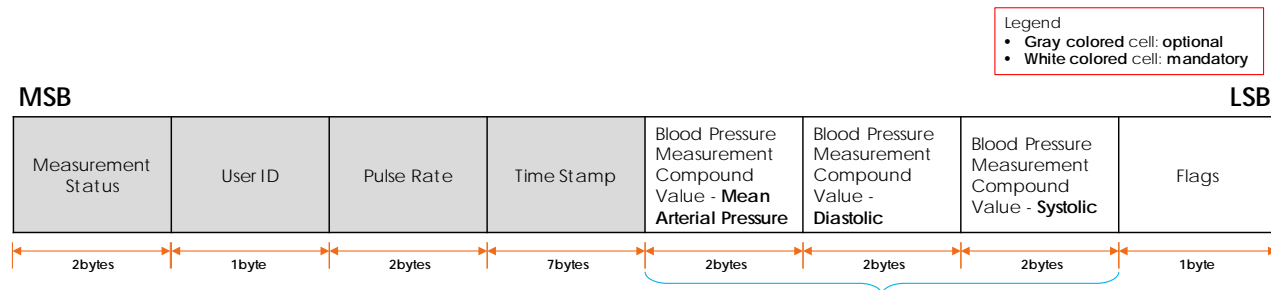 Legend
• Gray colored cell: optional
• White colored cell: mandatory
MSB
LSB
Measurement
Status
User ID
Pulse Rate
Time Stamp
Blood Pressure
Measurement
Compound
Value - Mean
Arterial Pressure
Blood Pressure
Measurement
Compound
Value -
Diastolic
Blood Pressure
Measurement
Compound
Value - Systolic
Flags
2bytes
1byte
2bytes
7bytes
2bytes
2bytes
2bytes
1byte